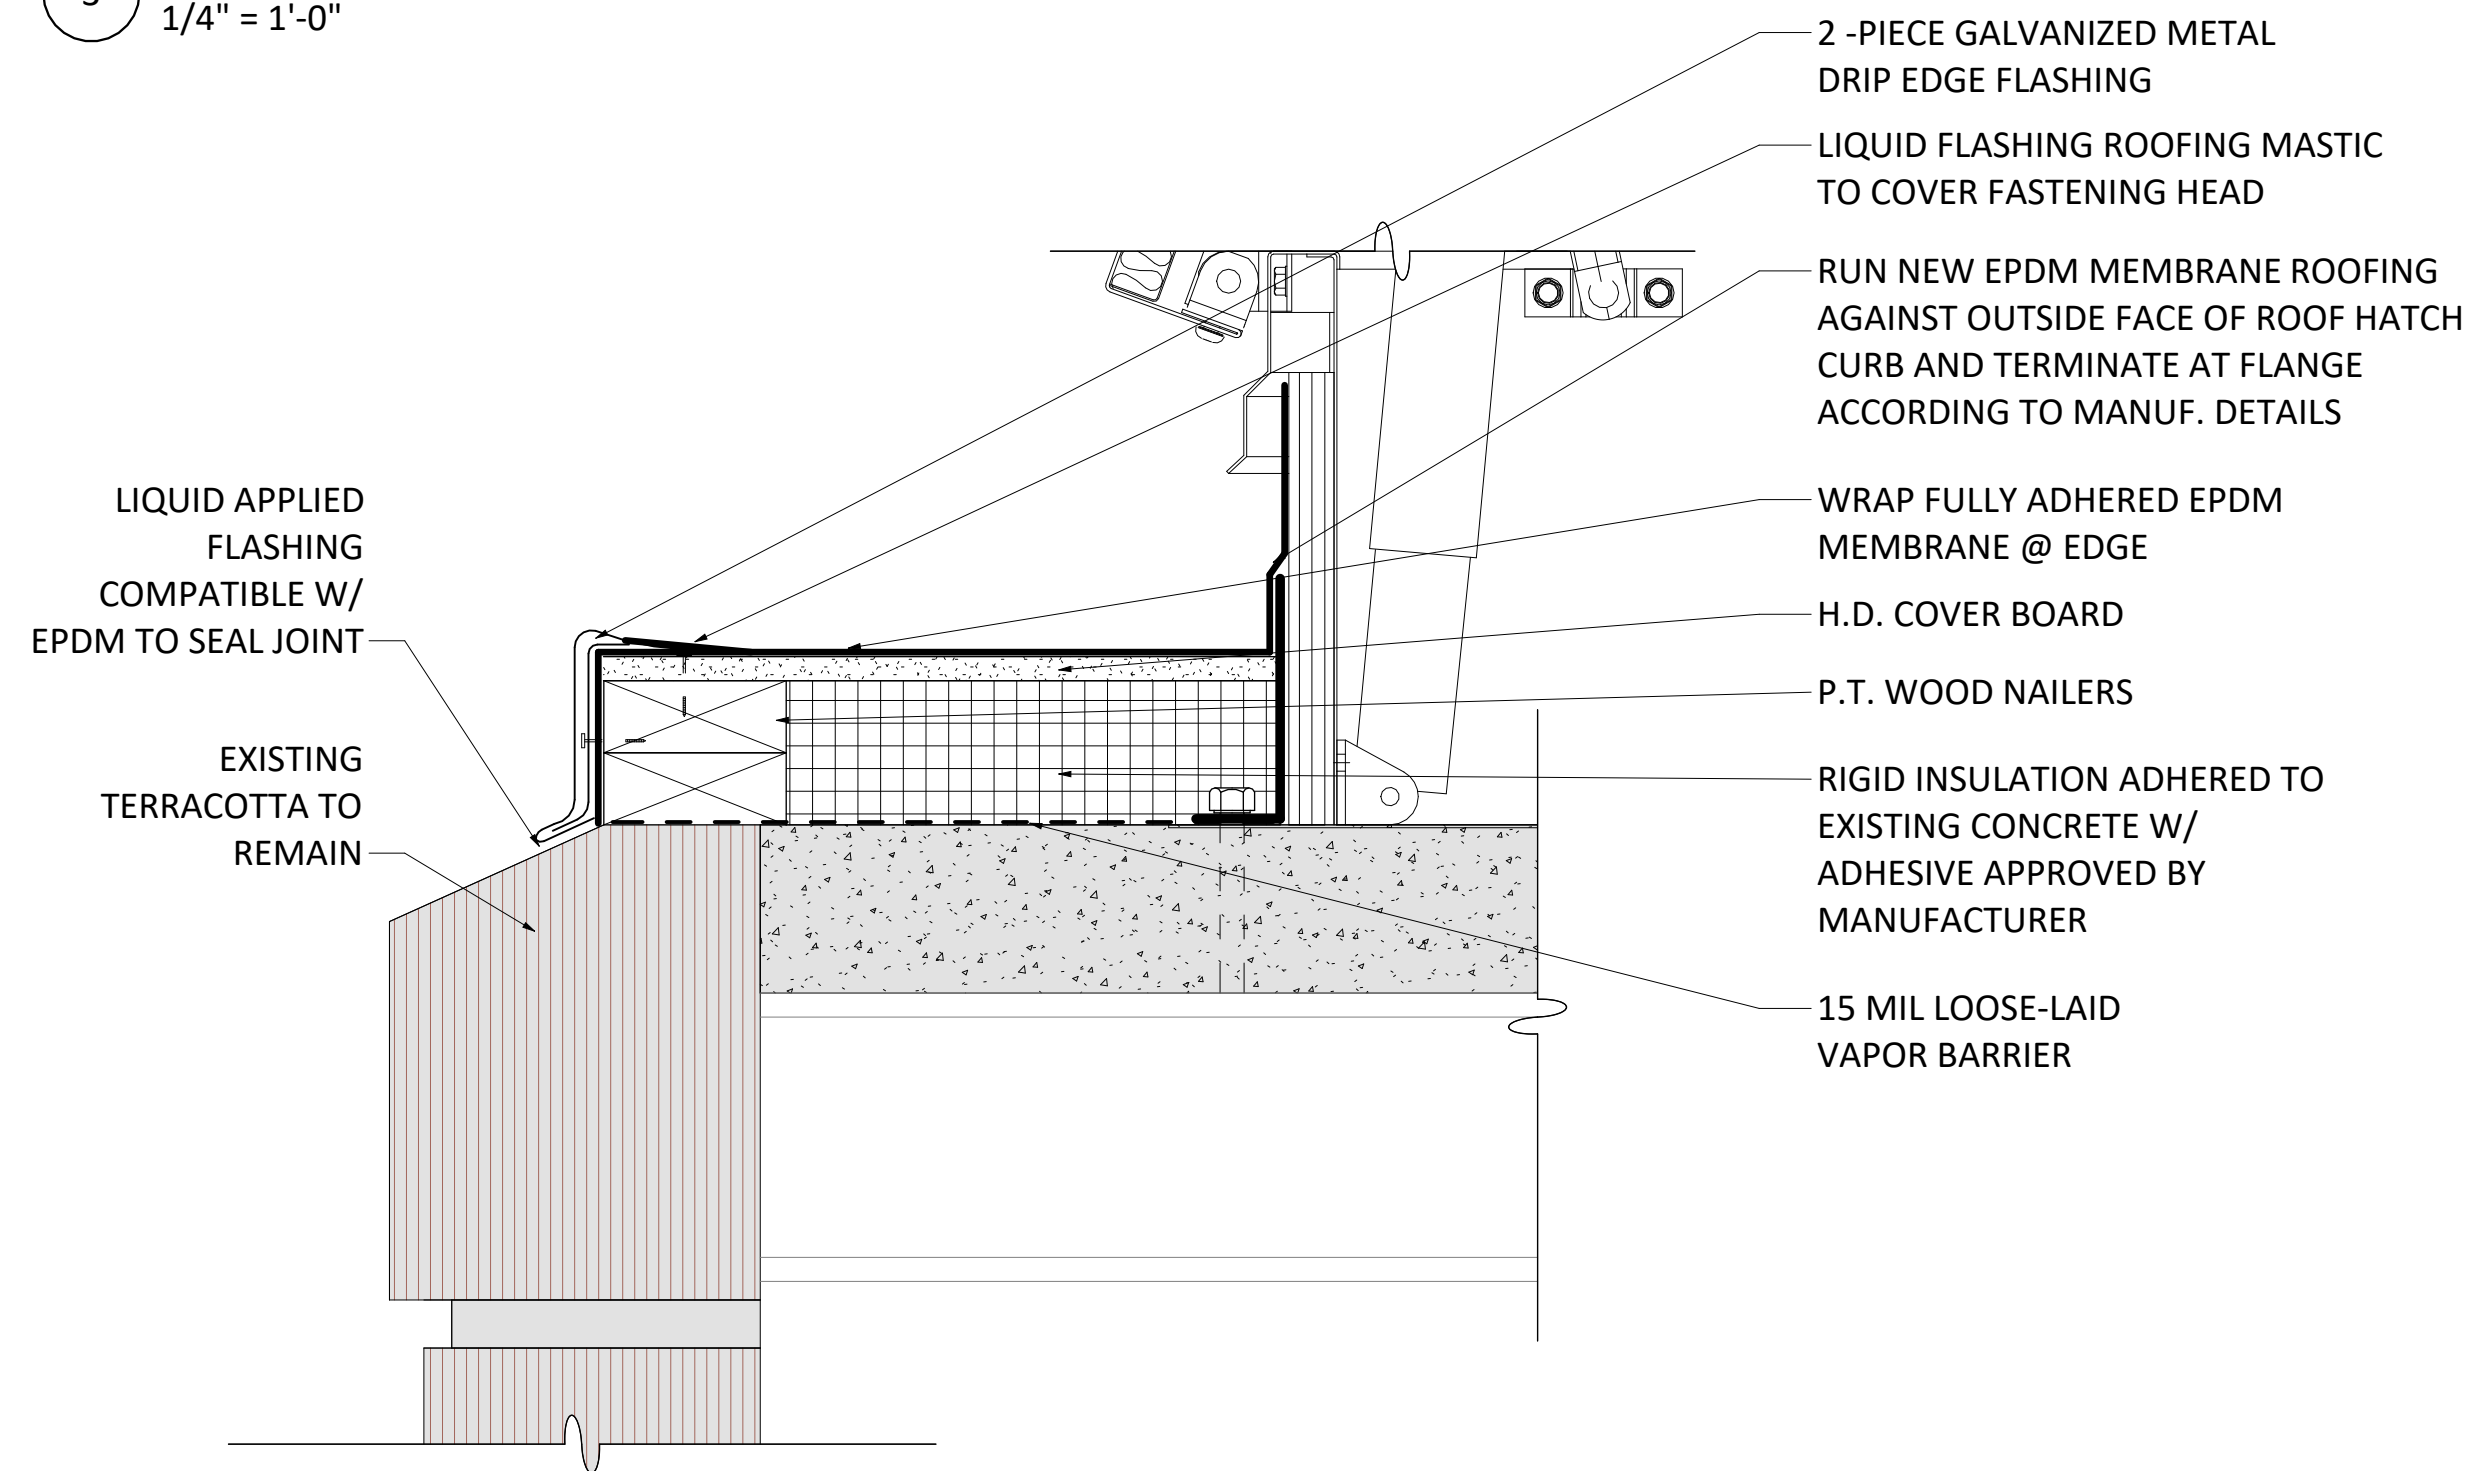 1/4" = 1'-0"
2 -PIECE GALVANIZED METAL
DRIP EDGE FLASHING
LIQUID FLASHING ROOFING MASTIC
TO COVER FASTENING HEAD
RUN NEW EPDM MEMBRANE ROOFING
AGAINST OUTSIDE FACE OF ROOF HATCH
CURB AND TERMINATE AT FLANGE
ACCORDING TO MANUF. DETAILS
WRAP FULLY ADHERED EPDM
MEMBRANE @ EDGE
H.D. COVER BOARD
P.T. WOOD NAILERS
RIGID INSULATION ADHERED TO
EXISTING CONCRETE W/
ADHESIVE APPROVED BY
MANUFACTURER
15 MIL LOOSE-LAID
VAPOR BARRIER
LIQUID APPLIED
FLASHING
COMPATIBLE W/
EPDM TO SEAL JOINT
EXISTING
TERRACOTTA TO
REMAIN